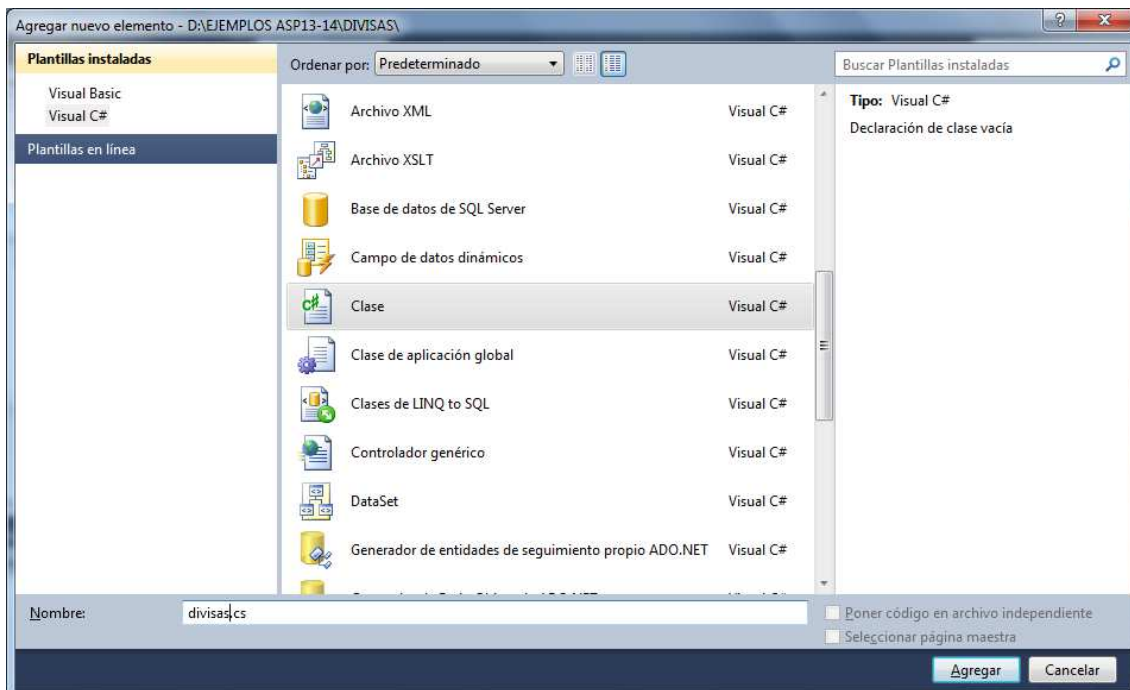 Agregar nuevo elemento - D:\EJEMPLOS ASP13-14\DIVISAS\
Plantillas instaladas
Visual Basic
Visual C#
Plantillas en línea
Ordenar por: Predeterminado
Buscar Plantillas instaladas
Archivo XML Visual C#
Archivo XSLT Visual C#
Base de datos de SQL Server Visual C#
Campo de datos dinámicos Visual C#
Clase Visual C#
Clase de aplicación global Visual C#
Clases de LINQ to SQL Visual C#
Controlador genérico Visual C#
DataSet Visual C#
Generador de entidades de seguimiento propio ADO.NET Visual C#
Tipo: Visual C#
Declaración de clase vacía
Nombre: divisas.cs
Poner código en archivo independiente
Seleccionar página maestra
Agregar Cancelar